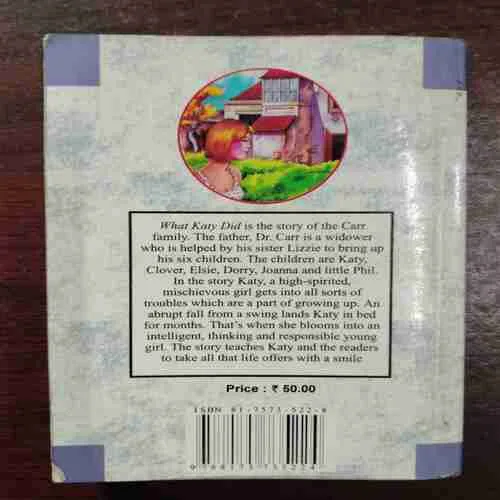 What Katy Did is the story of the Carr
family. The father, Dr. Carr is a widower
who is helped by his sister Lizzie to bring up
his six children. The children are Katy,
Clover, Elsie, Dorry, Joanna and little Phil.
In the story Katy, a high-spirited,
mischievous girl gets into all sorts of
troubles which are a part of growing up. An
abrupt fall from a swing lands Katy in bed
for months. That's when she blooms into an
intelligent, thinking and responsible young
girl. The story teaches Katy and the readers
to take all that life offers with a smile
Price : ₹ 50.00
ISBN 81-7573-522-8